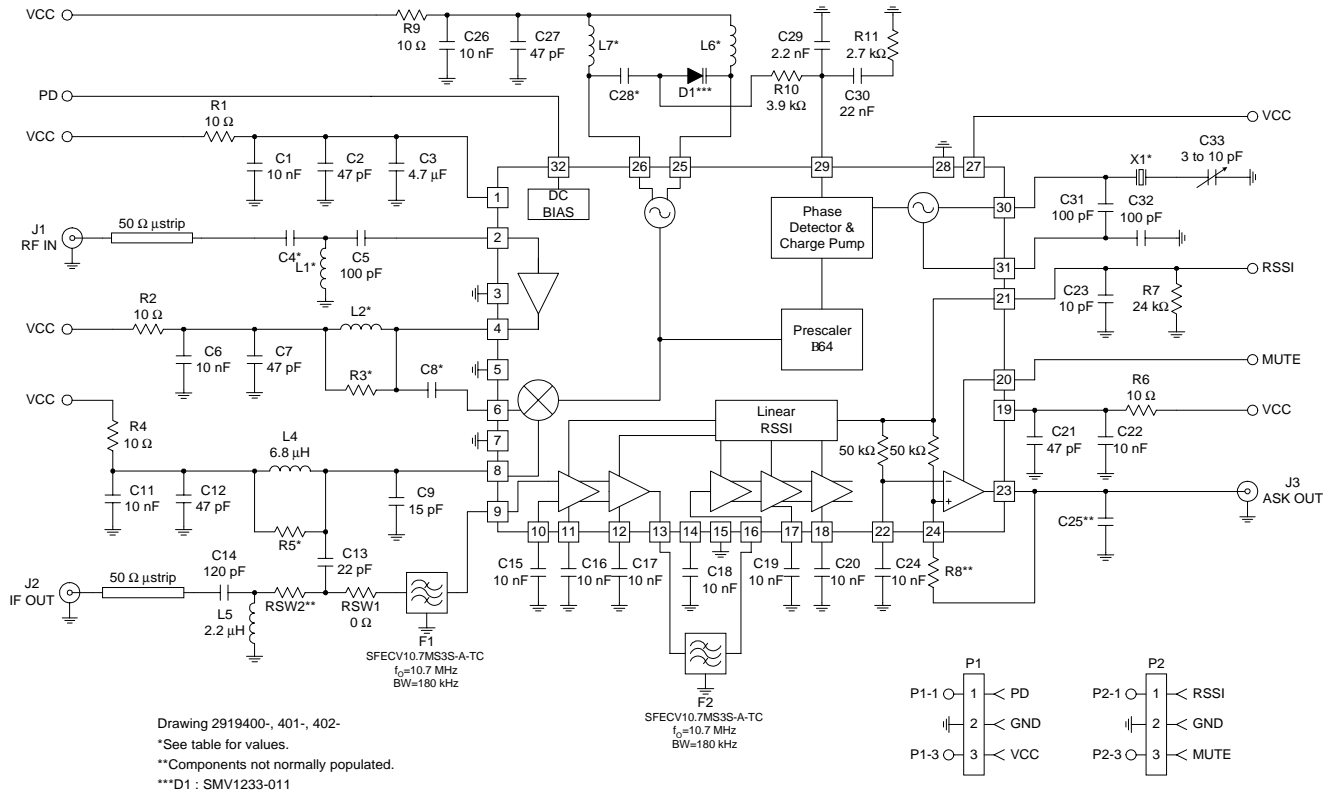 VCC
R9
10 Ω
C26
10 nF
C27
47 pF
L7*
L6*
C28*
D1***
R10
3.9 kΩ
C29
2.2 nF
C30
22 nF
R11
2.7 kΩ
PD
VCC
R1
10 Ω
C1
10 nF
C2
47 pF
C3
4.7 µF
32
26
25
29
28
27
VCC
DC
BIAS
1
Phase
Detector &
Charge Pump
30
X1*
C33
3 to 10 pF
C31
100 pF
C32
100 pF
J1
RF IN
50 Ω µstrip
C4*
L1*
C5
100 pF
2
3
31
21
RSSI
C23
10 pF
R7
24 kΩ
VCC
R2
10 Ω
C6
10 nF
C7
47 pF
L2*
R3*
C8*
4
5
6
7
Prescaler
B64
20
MUTE
19
R6
10 Ω
VCC
C21
47 pF
C22
10 nF
Linear
RSSI
50 kΩ
50 kΩ
VCC
R4
10 Ω
C11
10 nF
C12
47 pF
L4
6.8 µH
R5*
C9
15 pF
8
9
−
+
23
J3
ASK OUT
C25**
10
11
12
13
14
15
16
17
18
22
24
C15
10 nF
C16
10 nF
C17
10 nF
C18
10 nF
C19
10 nF
C20
10 nF
C24
10 nF
R8**
J2
IF OUT
50 Ω µstrip
C14
120 pF
L5
2.2 µH
RSW2**
C13
22 pF
RSW1
0 Ω
F1
SFECV10.7MS3S-A-TC
fO=10.7 MHz
BW=180 kHz
F2
SFECV10.7MS3S-A-TC
fO=10.7 MHz
BW=180 kHz
P1
P1-1 1 PD
2 GND
P1-3 3 VCC
P2
P2-1 1 RSSI
2 GND
P2-3 3 MUTE
Drawing 2919400-, 401-, 402-
*See table for values.
**Components not normally populated.
***D1 : SMV1233-011